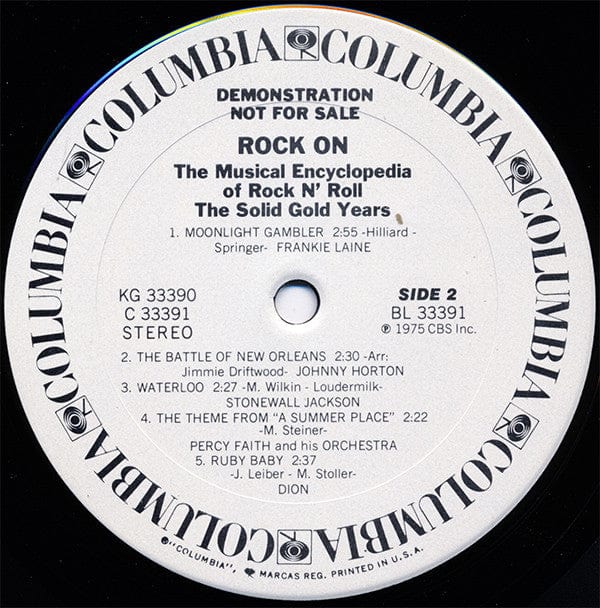 COLUMBIA COLUMBIA COLUMBIA COLUMBIA COLUMBIA COLUMBIA
DEMONSTRATION
NOT FOR SALE
ROCK ON
The Musical Encyclopedia
of Rock N' Roll
The Solid Gold Years
1. MOONLIGHT GAMBLER 2:55 -Hilliard -
Springer- FRANKIE LAINE
KG 33390
C 33391
STEREO
SIDE 2
BL 33391
℗ 1975 CBS Inc.
2. THE BATTLE OF NEW ORLEANS 2:30 -Arr:
Jimmie Driftwood- JOHNNY HORTON
3. WATERLOO 2:27 -M. Wilkin - Loudermilk-
STONEWALL JACKSON
4. THE THEME FROM "A SUMMER PLACE" 2:22
-M. Steiner-
PERCY FAITH and his ORCHESTRA
5. RUBY BABY 2:37
-J. Leiber - M. Stoller-
DION
"COLUMBIA", MARCAS REG. PRINTED IN U.S.A.